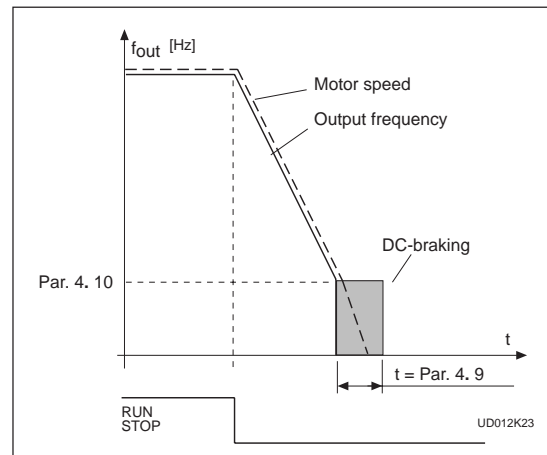 fout [Hz]
Motor speed
Output frequency
DC-braking
Par. 4. 10
t
t = Par. 4. 9
RUN
STOP
UD012K23